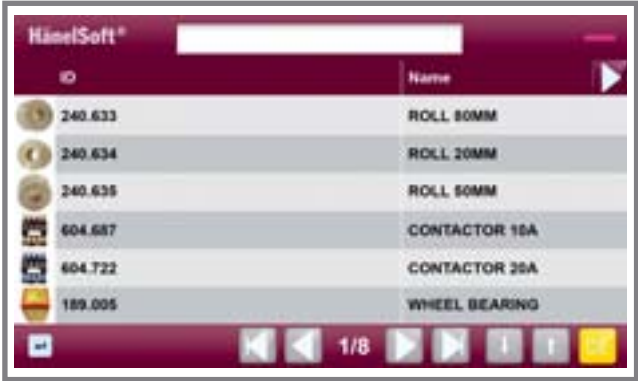 HänelSoft®
ID Name
240.633 ROLL 80MM
240.634 ROLL 20MM
240.635 ROLL 50MM
604.687 CONTACTOR 10A
604.722 CONTACTOR 20A
189.005 WHEEL BEARING
1/8